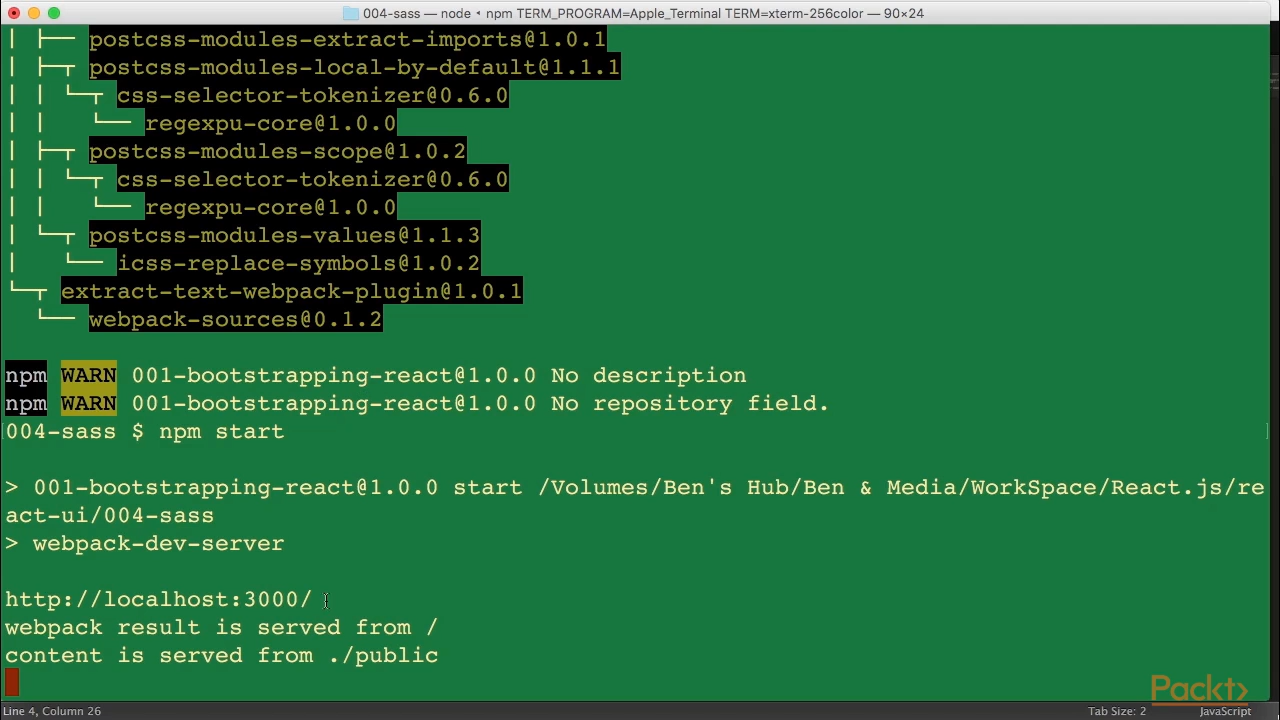 004-sass — node • npm TERM_PROGRAM=Apple_Terminal TERM=xterm-256color — 90×24
│ ├── postcss-modules-extract-imports@1.0.1
│ ├─┬ postcss-modules-local-by-default@1.1.1
│ │ └─┬ css-selector-tokenizer@0.6.0
│ │   └── regexpu-core@1.0.0
│ ├─┬ postcss-modules-scope@1.0.2
│ │ └─┬ css-selector-tokenizer@0.6.0
│ │   └── regexpu-core@1.0.0
│ └─┬ postcss-modules-values@1.1.3
│   └── icss-replace-symbols@1.0.2
└─┬ extract-text-webpack-plugin@1.0.1
  └── webpack-sources@0.1.2
npm WARN 001-bootstrapping-react@1.0.0 No description
npm WARN 001-bootstrapping-react@1.0.0 No repository field.
004-sass $ npm start
> 001-bootstrapping-react@1.0.0 start /Volumes/Ben's Hub/Ben & Media/WorkSpace/React.js/re
act-ui/004-sass
> webpack-dev-server
http://localhost:3000/
webpack result is served from /
content is served from ./public
Packt>
Line 4, Column 26 Tab Size: 2 JavaScript